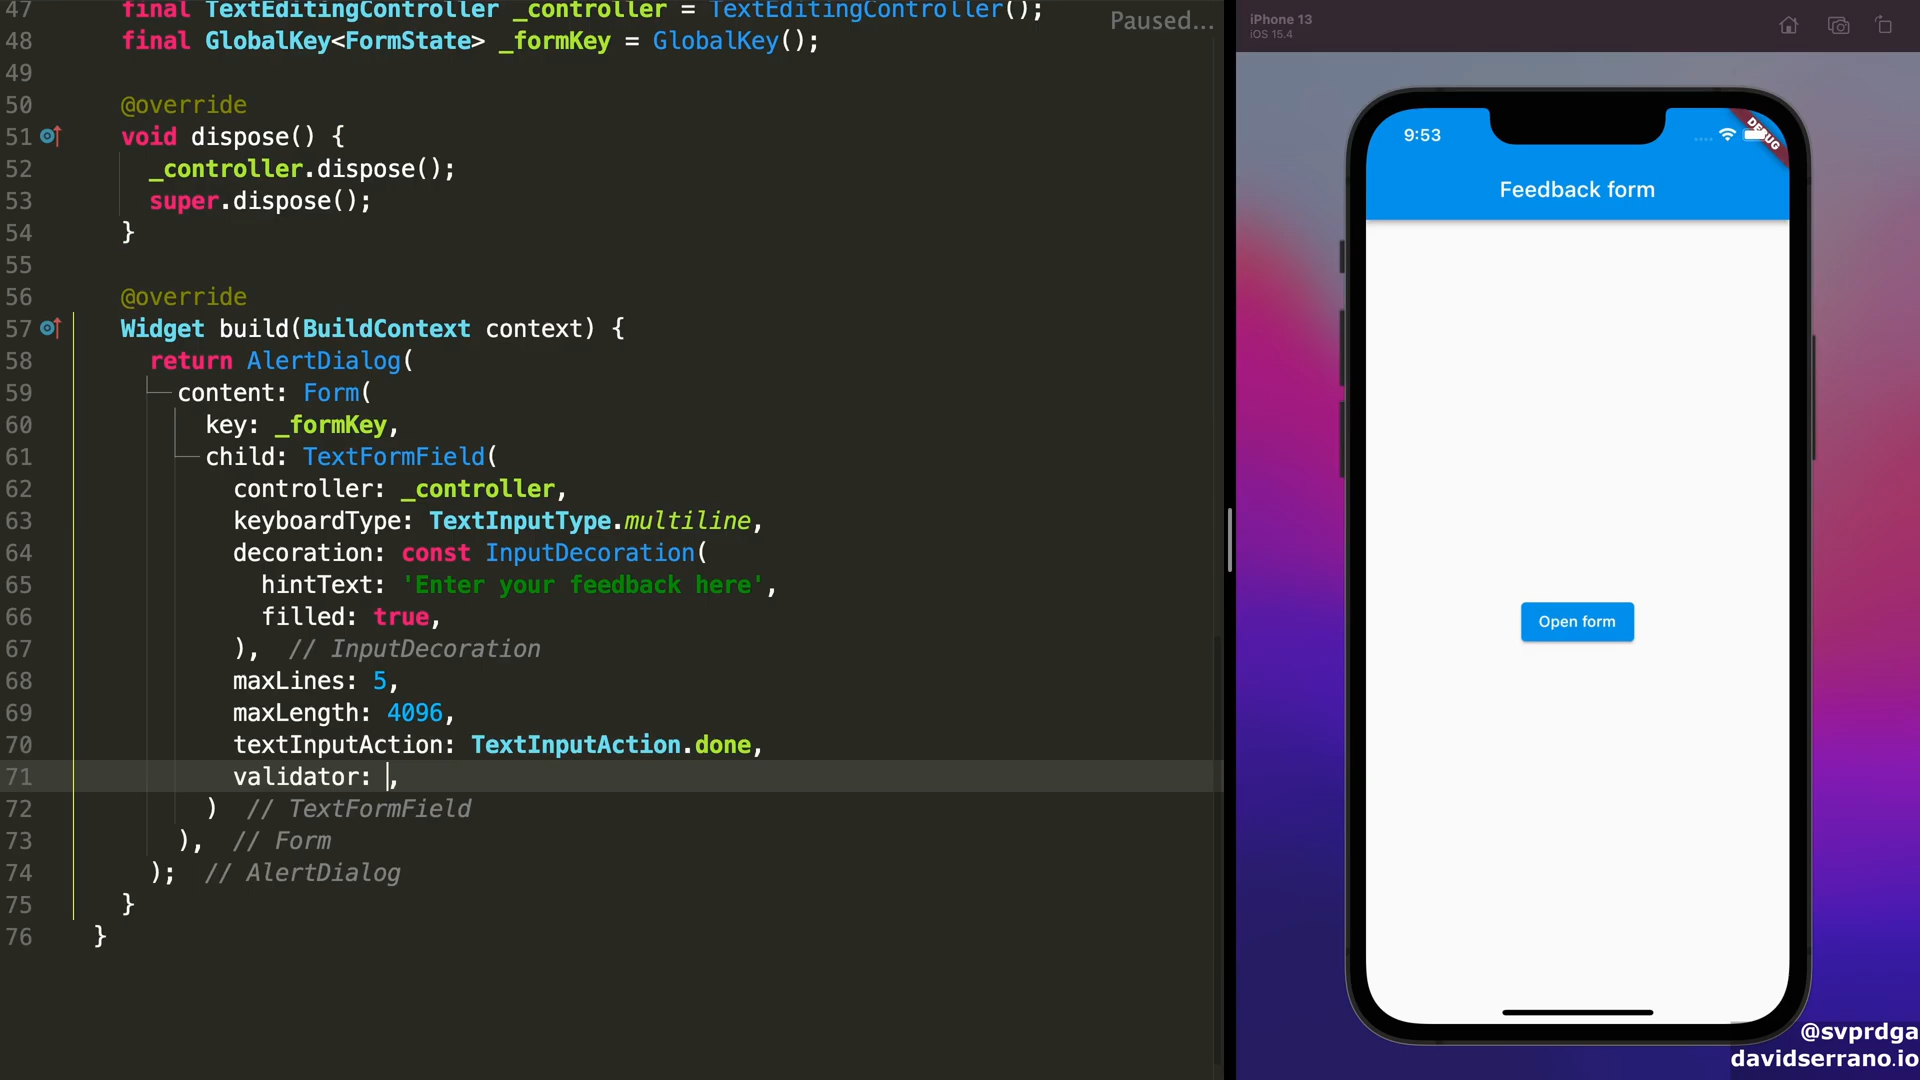 47 final TextEditingController _controller = TextEditingController();
Paused...
48 final GlobalKey<FormState> _formKey = GlobalKey();
49
50 @override
51 void dispose() {
52 _controller.dispose();
53 super.dispose();
54 }
55
56 @override
57 Widget build(BuildContext context) {
58 return AlertDialog(
59 content: Form(
60 key: _formKey,
61 child: TextFormField(
62 controller: _controller,
63 keyboardType: TextInputType.multiline,
64 decoration: const InputDecoration(
65 hintText: 'Enter your feedback here',
66 filled: true,
67 ), // InputDecoration
68 maxLines: 5,
69 maxLength: 4096,
70 textInputAction: TextInputAction.done,
71 validator: ,
72 ) // TextFormField
73 ), // Form
74 ); // AlertDialog
75 }
76 }
iPhone 13
iOS 15.4
9:53
DEBUG
Feedback form
Open form
@svprdga
davidserrano.io